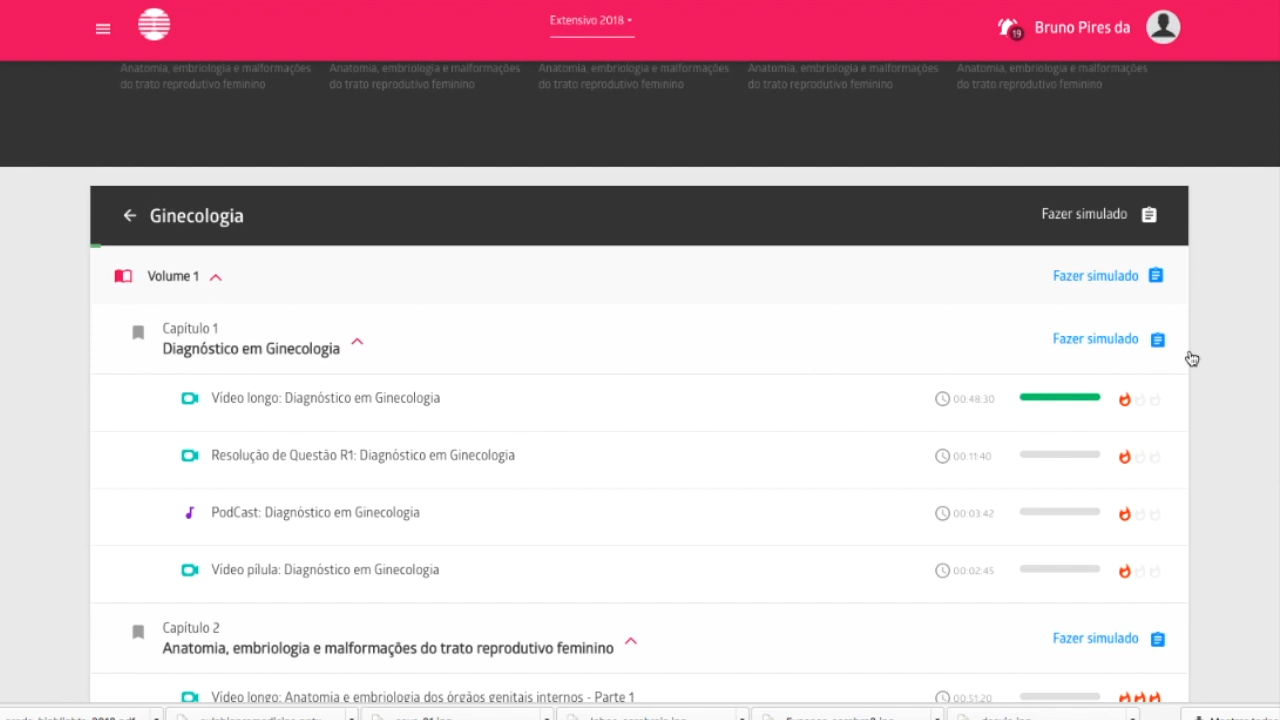 Extensivo 2018
19
Bruno Pires da
Anatomia, embriologia e malformações
do trato reprodutivo feminino
Anatomia, embriologia e malformações
do trato reprodutivo feminino
Anatomia, embriologia e malformações
do trato reprodutivo feminino
Anatomia, embriologia e malformações
do trato reprodutivo feminino
Anatomia, embriologia e malformações
do trato reprodutivo feminino
Ginecologia
Fazer simulado
Volume 1
Fazer simulado
Capítulo 1
Diagnóstico em Ginecologia
Fazer simulado
Vídeo longo: Diagnóstico em Ginecologia
00:48:30
Resolução de Questão R1: Diagnóstico em Ginecologia
00:11:40
PodCast: Diagnóstico em Ginecologia
00:03:42
Vídeo pílula: Diagnóstico em Ginecologia
00:02:45
Capítulo 2
Anatomia, embriologia e malformações do trato reprodutivo feminino
Fazer simulado
Vídeo longo: Anatomia e embriologia dos órgãos genitais internos - Parte 1
00:51:20